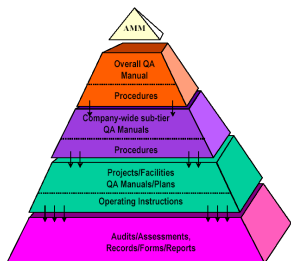 AMM
Overall QA
Manual
Procedures
Company-wide sub-tier
QA Manuals
Procedures
Projects/Facilities
QA Manuals/Plans
Operating Instructions
Audits/Assessments,
Records/Forms/Reports